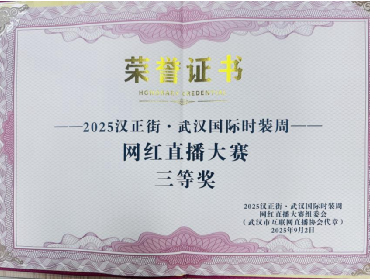 荣誉证书
HONORARY CREDENTIAL
——2025汉正街·武汉国际时装周——
网红直播大赛
三等奖
2025汉正街·武汉国际时装周
网红直播大赛组委会
(武汉市互联网直播协会代章)
2025年9月2日